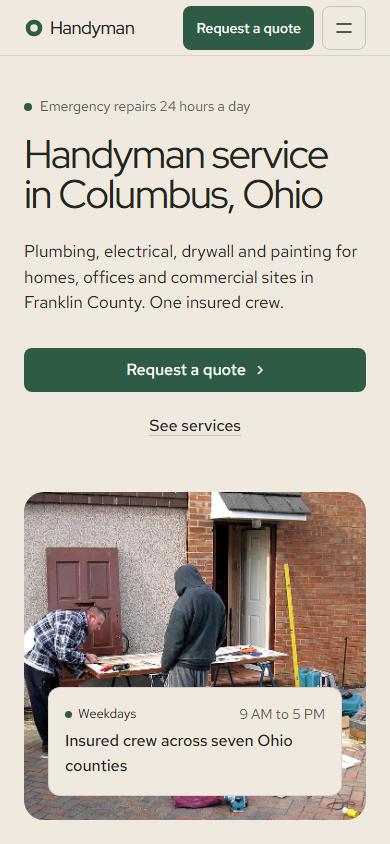 Handyman
Request a quote
Emergency repairs 24 hours a day
Handyman service
in Columbus, Ohio
Plumbing, electrical, drywall and painting for
homes, offices and commercial sites in
Franklin County. One insured crew.
Request a quote
See services
Weekdays
9 AM to 5 PM
Insured crew across seven Ohio
counties